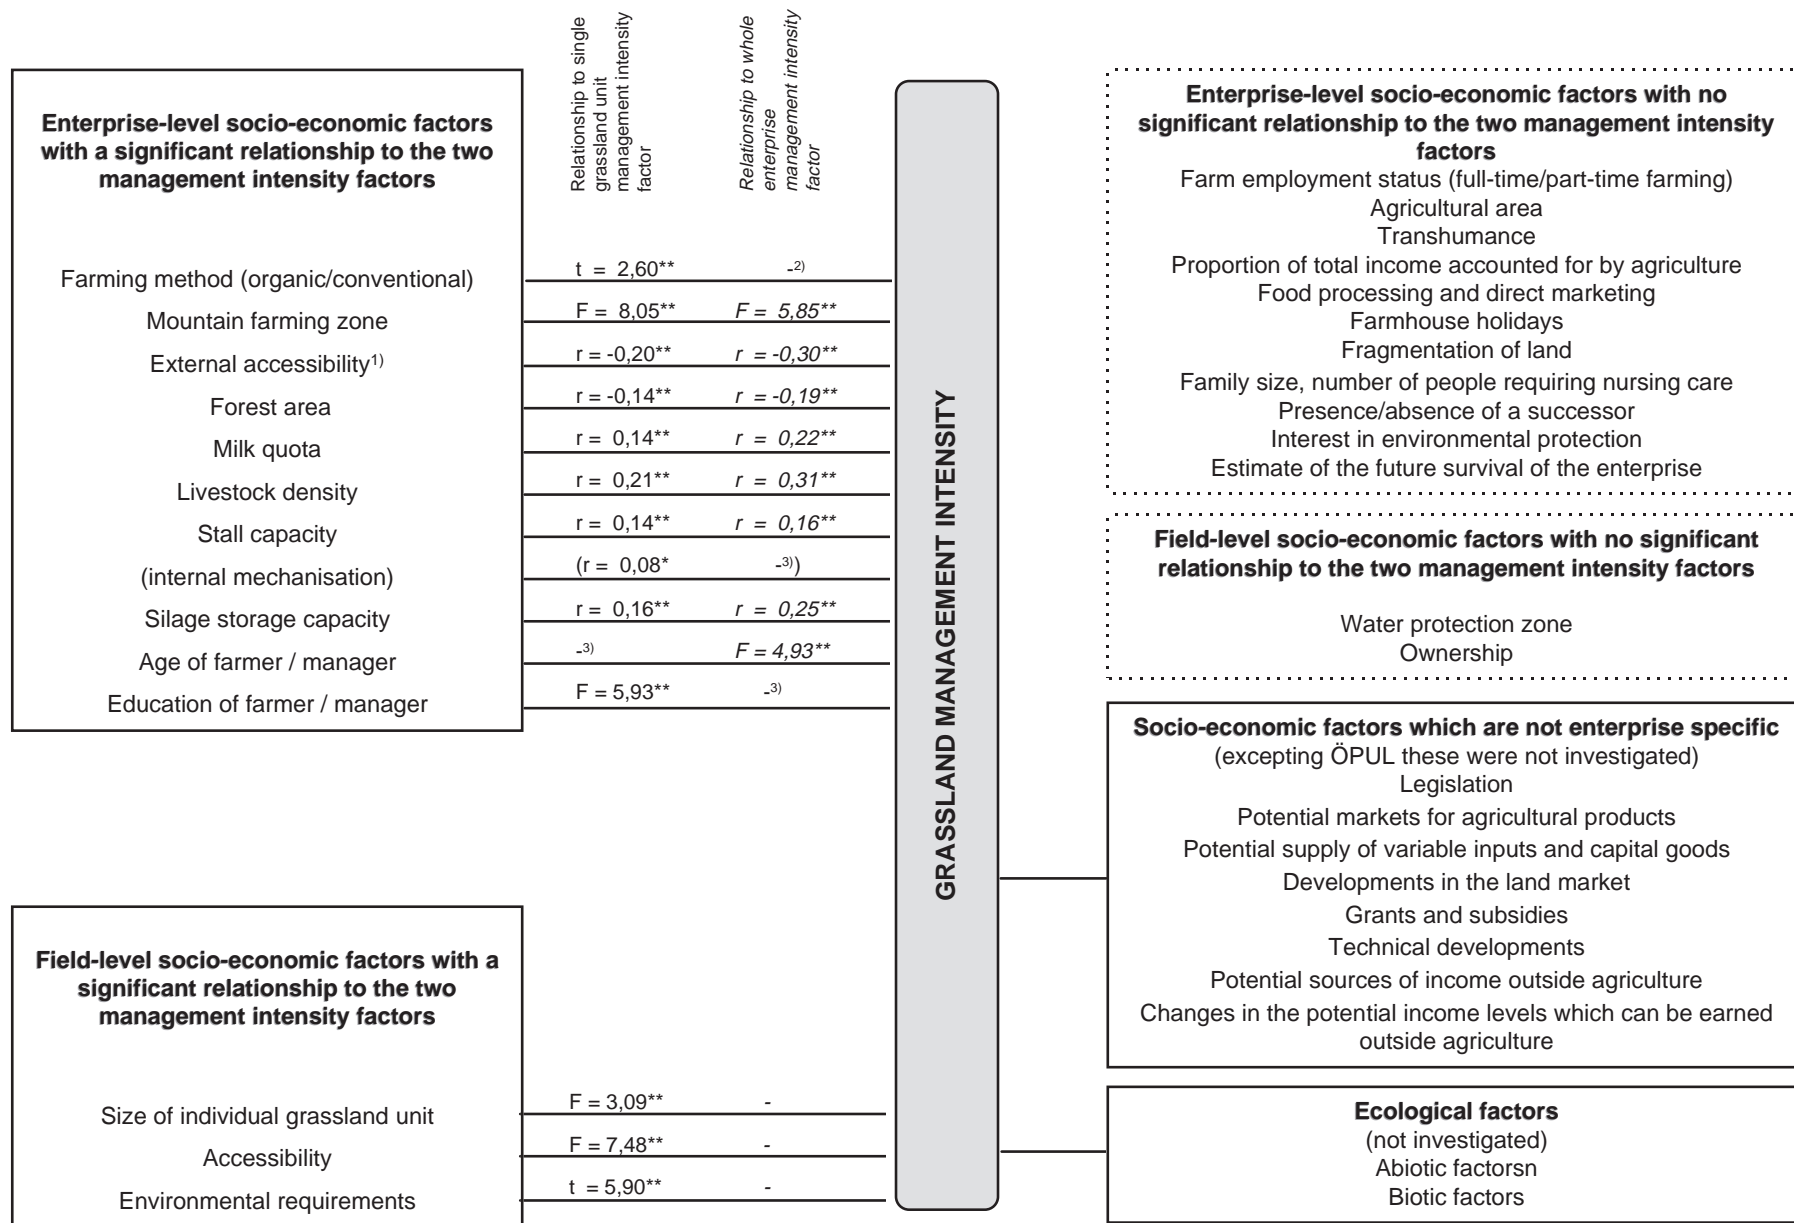 Relationship to single
grassland unit
management intensity
factor
Relationship to whole
enterprise
management intensity
factor
Enterprise-level socio-economic factors
with a significant relationship to the two
management intensity factors
Farming method (organic/conventional) t = 2,60** -2)
Mountain farming zone F = 8,05** F = 5,85**
External accessibility1) r = -0,20** r = -0,30**
Forest area r = -0,14** r = -0,19**
Milk quota r = 0,14** r = 0,22**
Livestock density r = 0,21** r = 0,31**
Stall capacity r = 0,14** r = 0,16**
(internal mechanisation) (r = 0,08* -3))
Silage storage capacity r = 0,16** r = 0,25**
Age of farmer / manager -3) F = 4,93**
Education of farmer / manager F = 5,93** -3)
Field-level socio-economic factors with a
significant relationship to the two
management intensity factors
Size of individual grassland unit F = 3,09** -
Accessibility F = 7,48** -
Environmental requirements t = 5,90** -
GRASSLAND MANAGEMENT INTENSITY
Enterprise-level socio-economic factors with no
significant relationship to the two management intensity
factors
Farm employment status (full-time/part-time farming)
Agricultural area
Transhumance
Proportion of total income accounted for by agriculture
Food processing and direct marketing
Farmhouse holidays
Fragmentation of land
Family size, number of people requiring nursing care
Presence/absence of a successor
Interest in environmental protection
Estimate of the future survival of the enterprise
Field-level socio-economic factors with no significant
relationship to the two management intensity factors
Water protection zone
Ownership
Socio-economic factors which are not enterprise specific
(excepting ÖPUL these were not investigated)
Legislation
Potential markets for agricultural products
Potential supply of variable inputs and capital goods
Developments in the land market
Grants and subsidies
Technical developments
Potential sources of income outside agriculture
Changes in the potential income levels which can be earned
outside agriculture
Ecological factors
(not investigated)
Abiotic factorsn
Biotic factors